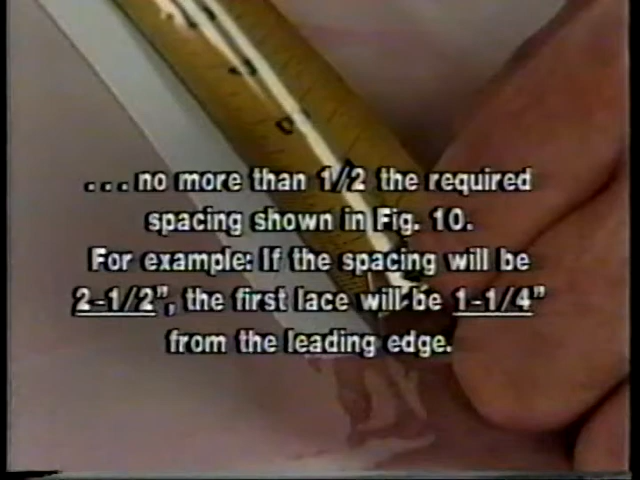 ...no more than 1/2 the required
spacing shown in Fig. 10.
For example: If the spacing will be
2-1/2", the first lace will be 1-1/4"
from the leading edge.